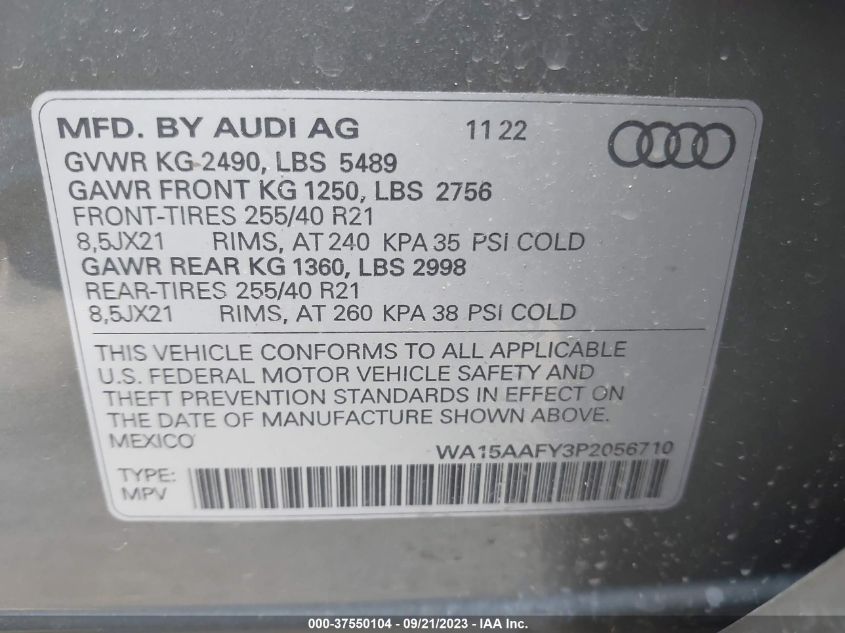 MFD. BY AUDI AG 11 22
GVWR KG 2490, LBS 5489
GAWR FRONT KG 1250, LBS 2756
FRONT-TIRES 255/40 R21
8,5JX21 RIMS, AT 240 KPA 35 PSI COLD
GAWR REAR KG 1360, LBS 2998
REAR-TIRES 255/40 R21
8,5JX21 RIMS, AT 260 KPA 38 PSI COLD
THIS VEHICLE CONFORMS TO ALL APPLICABLE
U.S. FEDERAL MOTOR VEHICLE SAFETY AND
THEFT PREVENTION STANDARDS IN EFFECT ON
THE DATE OF MANUFACTURE SHOWN ABOVE.
MEXICO WA15AAFY3P2056710
TYPE:
MPV
000-37550104 - 09/21/2023 - IAA Inc.